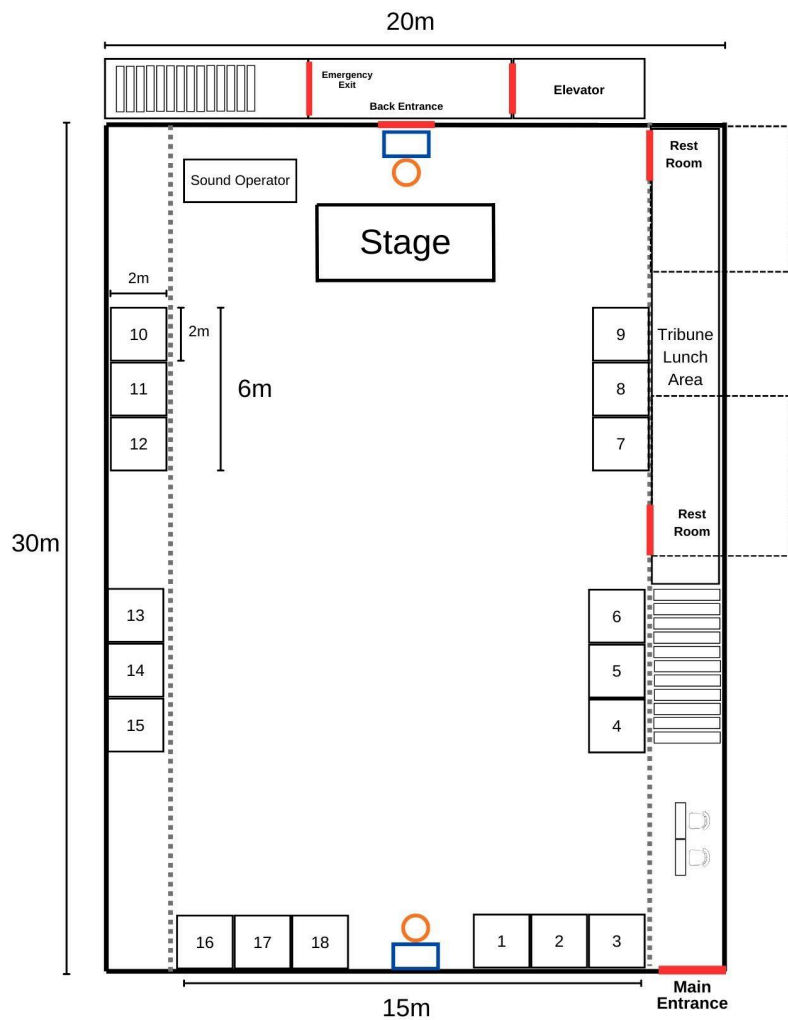 20m
Emergency
Exit
Back Entrance
Elevator
Rest
Room
Sound Operator
Stage
2m
10
2m
9
Tribune
Lunch
Area
11
6m
8
12
7
Rest
Room
30m
13
6
14
5
15
4
16
17
18
1
2
3
Main
Entrance
15m